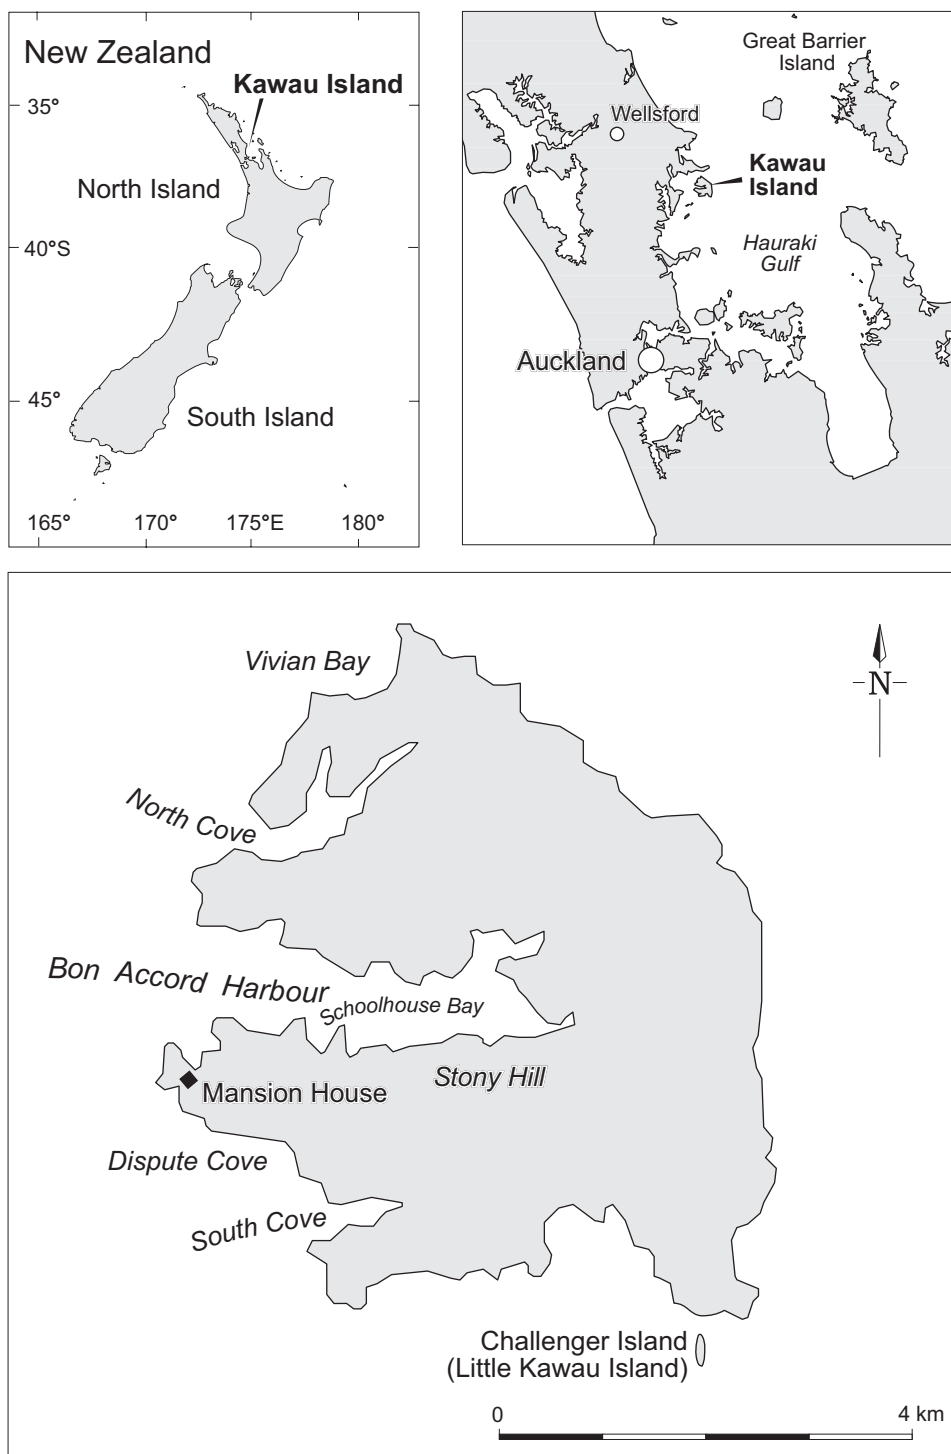 New Zealand
Kawau Island
35°
North Island
40°S
45°
South Island
165°
170°
175°E
180°
Great Barrier
Island
Wellsford
Kawau
Island
Hauraki
Gulf
Auckland
Vivian Bay
N
North Cove
Bon Accord Harbour
Schoolhouse Bay
Stony Hill
Mansion House
Dispute Cove
South Cove
Challenger Island
(Little Kawau Island)
0
4 km